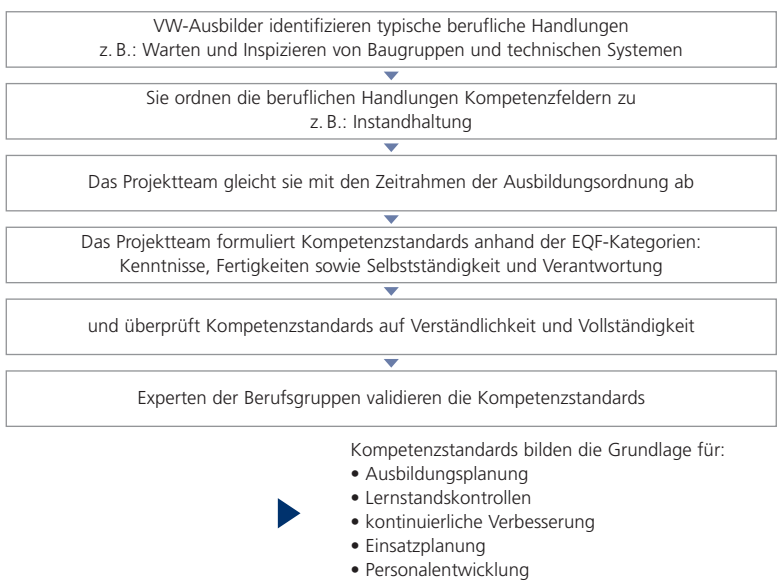 VW-Ausbilder identifizieren typische berufliche Handlungen
z. B.: Warten und Inspizieren von Baugruppen und technischen Systemen
Sie ordnen die beruflichen Handlungen Kompetenzfeldern zu
z. B.: Instandhaltung
Das Projektteam gleicht sie mit den Zeitrahmen der Ausbildungsordnung ab
Das Projektteam formuliert Kompetenzstandards anhand der EQF-Kategorien:
Kenntnisse, Fertigkeiten sowie Selbstständigkeit und Verantwortung
und überprüft Kompetenzstandards auf Verständlichkeit und Vollständigkeit
Experten der Berufsgruppen validieren die Kompetenzstandards
Kompetenzstandards bilden die Grundlage für:
• Ausbildungsplanung
• Lernstandskontrollen
• kontinuierliche Verbesserung
• Einsatzplanung
• Personalentwicklung